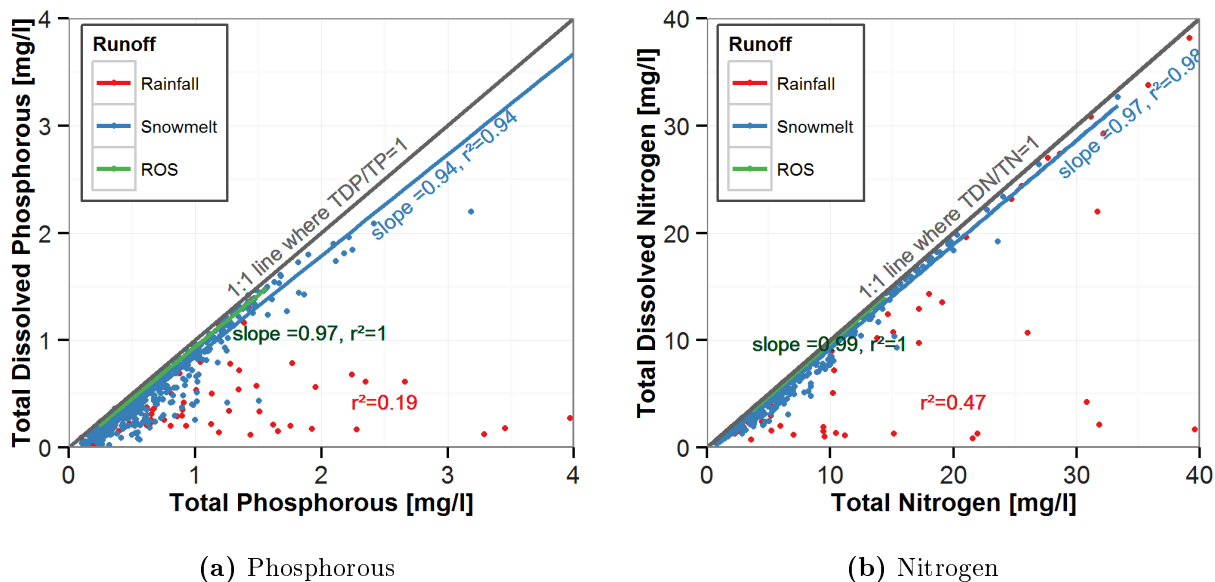 Total Dissolved Phosphorous [mg/l]
4
3
2
1
0
Runoff
Rainfall
Snowmelt
ROS
1:1 line where TDP/TP=1
slope =0.94, r²=0.94
slope =0.97, r²=1
r²=0.19
0 1 2 3 4
Total Phosphorous [mg/l]
(a) Phosphorous
Total Dissolved Nitrogen [mg/l]
40
30
20
10
0
Runoff
Rainfall
Snowmelt
ROS
1:1 line where TDN/TN=1
slope =0.97, r²=0.98
slope =0.99, r²=1
r²=0.47
0 10 20 30 40
Total Nitrogen [mg/l]
(b) Nitrogen